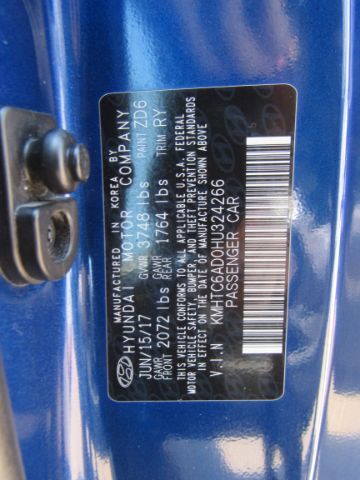 MANUFACTURED IN KOREA BY
HYUNDAI MOTOR COMPANY
JUN/15/17 GVWR 3748 lbs PAINT ZD6
GAWR FRONT 2072 lbs GAWR REAR 1764 lbs TRIM RY
THIS VEHICLE CONFORMS TO ALL APPLICABLE U.S.A. FEDERAL
MOTOR VEHICLE SAFETY, BUMPER, AND THEFT PREVENTION
STANDARDS IN EFFECT ON THE DATE OF MANUFACTURE SHOWN ABOVE
V I N KMHTC6AD0HU324266
PASSENGER CAR